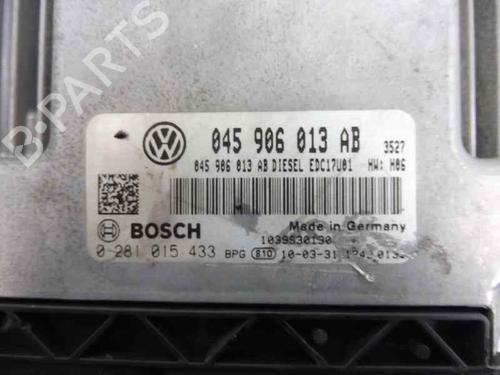 B-PARTS
045 906 013 AB 3527
045 906 013 AB DIESEL EDC17U01 HW: H06
BOSCH
Made in Germany
1039S30190
0 281 015 433 BPG 810 10-03-31